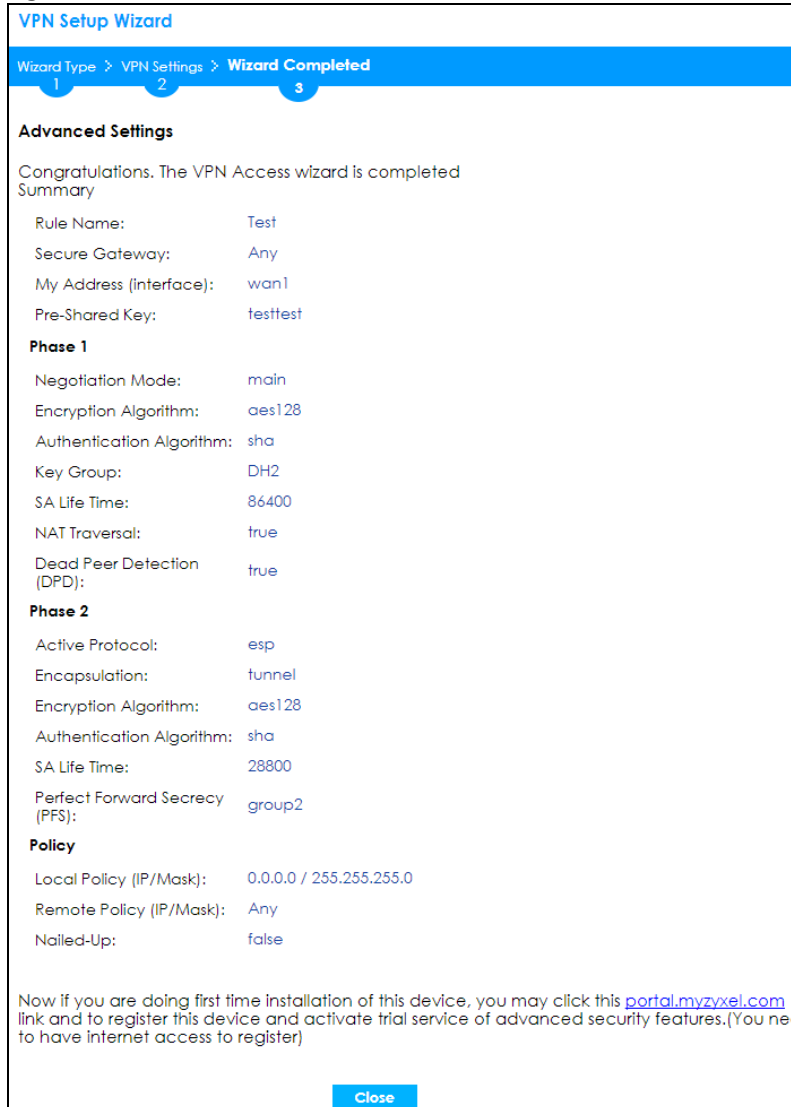 VPN Setup Wizard
Wizard Type > VPN Settings > Wizard Completed
1 2 3
Advanced Settings
Congratulations. The VPN Access wizard is completed
Summary
Rule Name: Test
Secure Gateway: Any
My Address (interface): wan1
Pre-Shared Key: testtest
Phase 1
Negotiation Mode: main
Encryption Algorithm: aes128
Authentication Algorithm: sha
Key Group: DH2
SA Life Time: 86400
NAT Traversal: true
Dead Peer Detection
(DPD): true
Phase 2
Active Protocol: esp
Encapsulation: tunnel
Encryption Algorithm: aes128
Authentication Algorithm: sha
SA Life Time: 28800
Perfect Forward Secrecy
(PFS): group2
Policy
Local Policy (IP/Mask): 0.0.0.0 / 255.255.255.0
Remote Policy (IP/Mask): Any
Nailed-Up: false
Now if you are doing first time installation of this device, you may click this portal.myzyxel.com
link and to register this device and activate trial service of advanced security features.(You ne
to have internet access to register)
Close